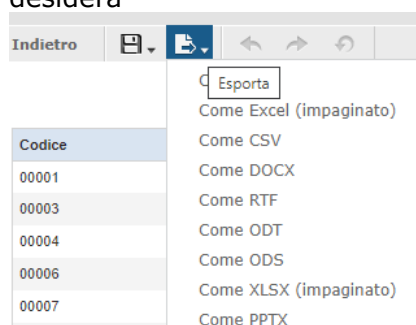 desidera
Indietro
Esporta
Come Excel (impaginato)
Codice
Come CSV
00001
Come DOCX
00003
Come RTF
00004
Come ODT
00006
Come ODS
00007
Come XLSX (impaginato)
Come PPTX